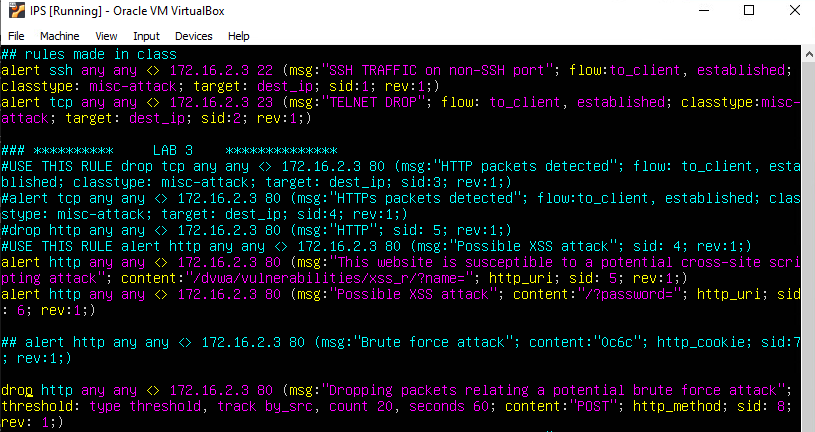 IPS [Running] - Oracle VM VirtualBox
File Machine View Input Devices Help
## rules made in class
alert ssh any any <> 172.16.2.3 22 (msg:"SSH TRAFFIC on non-SSH port"; flow:to_client, established;
classtype: misc-attack; target: dest_ip; sid:1; rev:1;)
alert tcp any any <> 172.16.2.3 23 (msg:"TELNET DROP"; flow: to_client, established; classtype:misc-
attack; target: dest_ip; sid:2; rev:1;)
### *********** LAB 3 ***************
#USE THIS RULE drop tcp any any <> 172.16.2.3 80 (msg:"HTTP packets detected"; flow: to_client, esta
blished; classtype: misc-attack; target: dest_ip; sid:3; rev:1;)
#alert tcp any any <> 172.16.2.3 80 (msg:"HTTPs packets detected"; flow:to_client, established; clas
stype: misc-attack; target: dest_ip; sid:4; rev:1;)
#drop http any any <> 172.16.2.3 80 (msg:"HTTP"; sid: 5; rev:1;)
#USE THIS RULE alert http any any <> 172.16.2.3 80 (msg:"Possible XSS attack"; sid: 4; rev:1;)
alert http any any <> 172.16.2.3 80 (msg:"This website is susceptible to a potential cross-site scri
pting attack"; content:"/dvwa/vulnerabilities/xss_r/?name="; http_uri; sid: 5; rev:1;)
alert http any any <> 172.16.2.3 80 (msg:"Possible XSS attack"; content:"/?password="; http_uri; sid
: 6; rev:1;)
## alert http any any <> 172.16.2.3 80 (msg:"Brute force attack"; content:"0c6c"; http_cookie; sid:7
; rev:1;)
drop http any any <> 172.16.2.3 80 (msg:"Dropping packets relating a potential brute force attack";
threshold: type threshold, track by_src, count 20, seconds 60; content:"POST"; http_method; sid: 8;
rev: 1;)